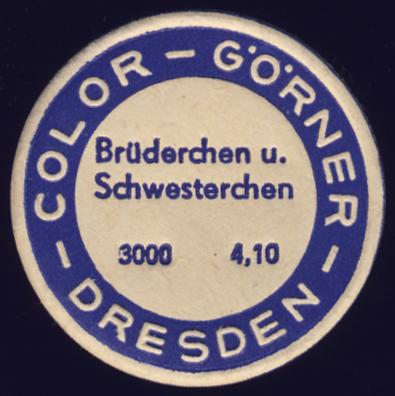 COLOR – GÖRNER – DRESDEN –
Brüderchen u.
Schwesterchen
3000 4,10